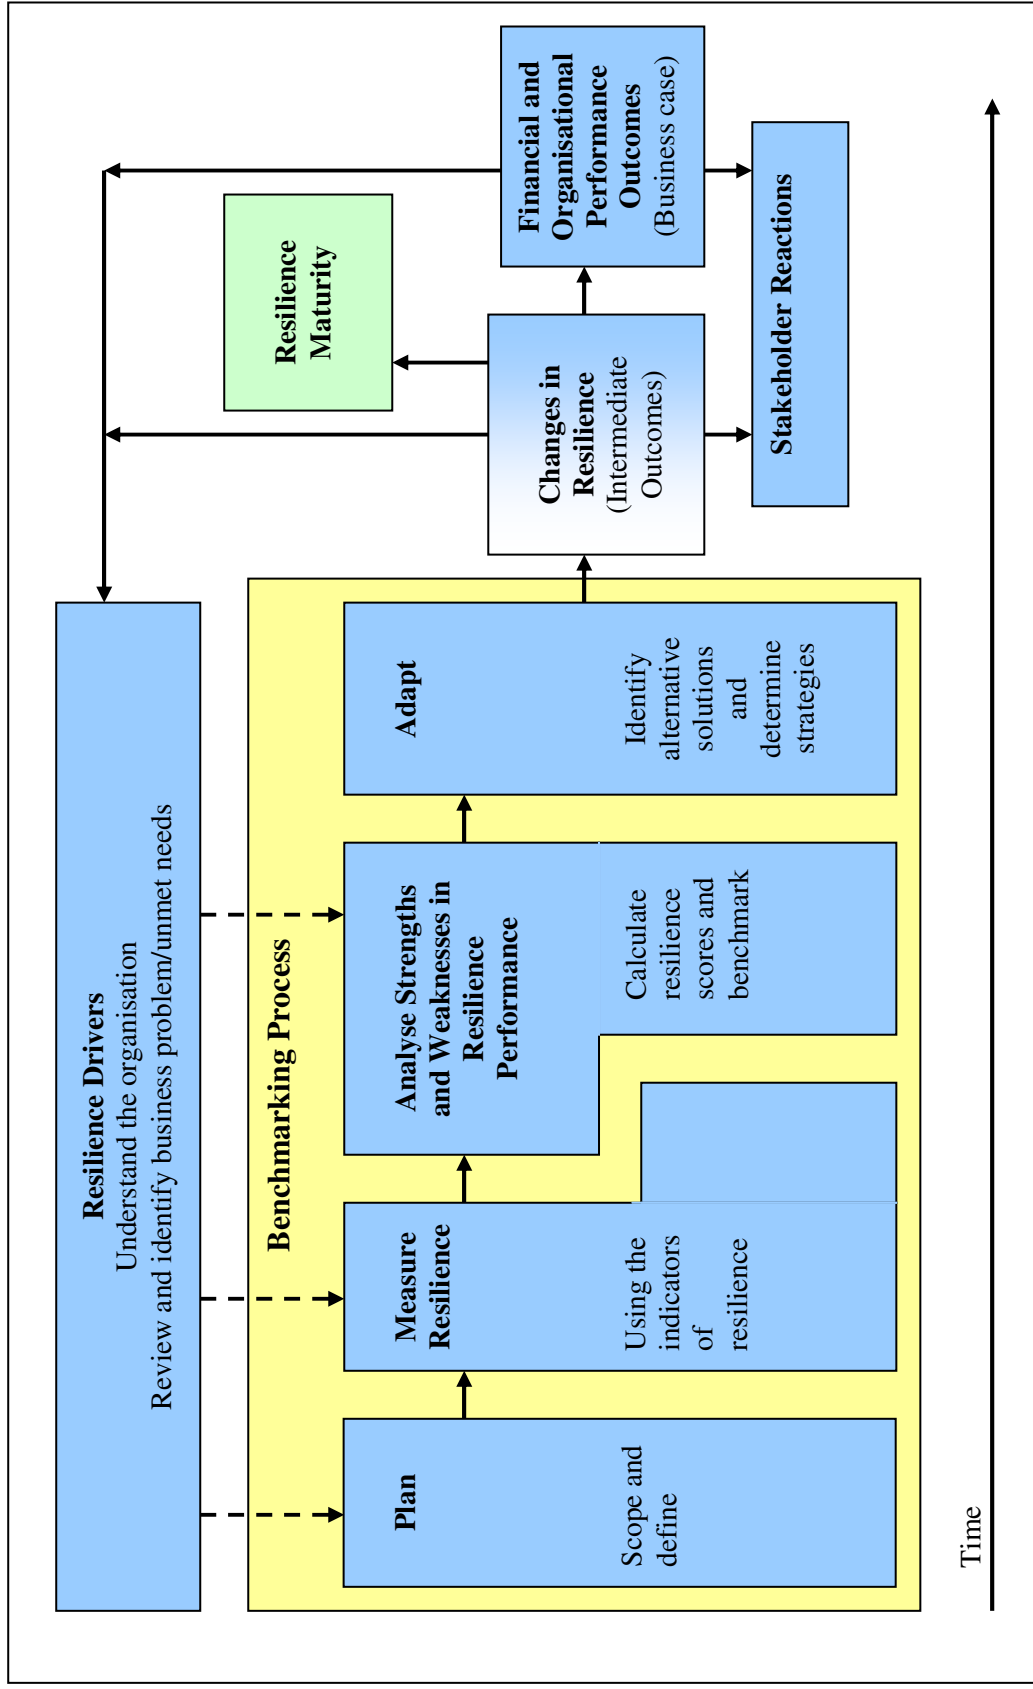 Resilience Drivers
Understand the organisation
Review and identify business problem/unmet needs
Benchmarking Process
Plan
Scope and
define
Measure
Resilience
Using the
indicators
of
resilience
Analyse Strengths
and Weaknesses in
Resilience
Performance
Calculate
resilience
scores and
benchmark
Adapt
Identify
alternative
solutions
and
determine
strategies
Changes in
Resilience
(Intermediate
Outcomes)
Resilience
Maturity
Financial and
Organisational
Performance
Outcomes
(Business case)
Stakeholder Reactions
Time